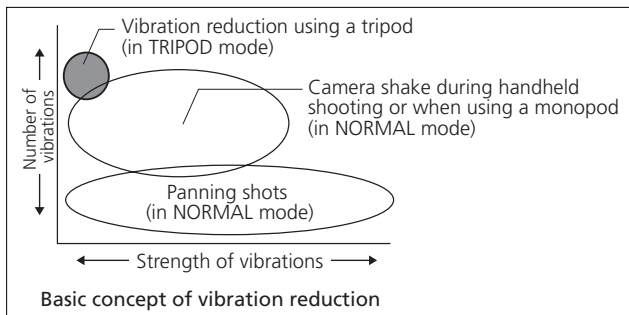 Vibration reduction using a tripod
(in TRIPOD mode)
Camera shake during handheld
shooting or when using a monopod
(in NORMAL mode)
Number of
vibrations
Panning shots
(in NORMAL mode)
Strength of vibrations
Basic concept of vibration reduction